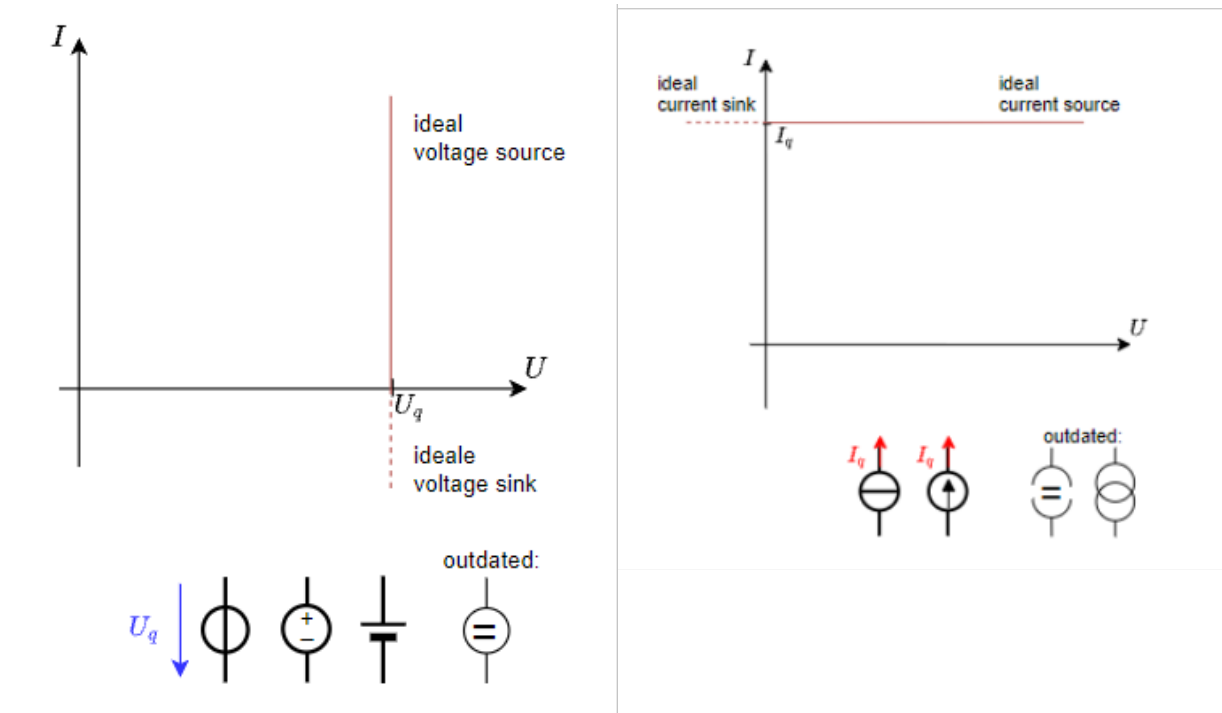 I
ideal
voltage source
U
U_q
ideale
voltage sink
outdated:
U_q
+
−
=
I
ideal
current sink
ideal
current source
I_q
U
outdated:
I_q
I_q
=